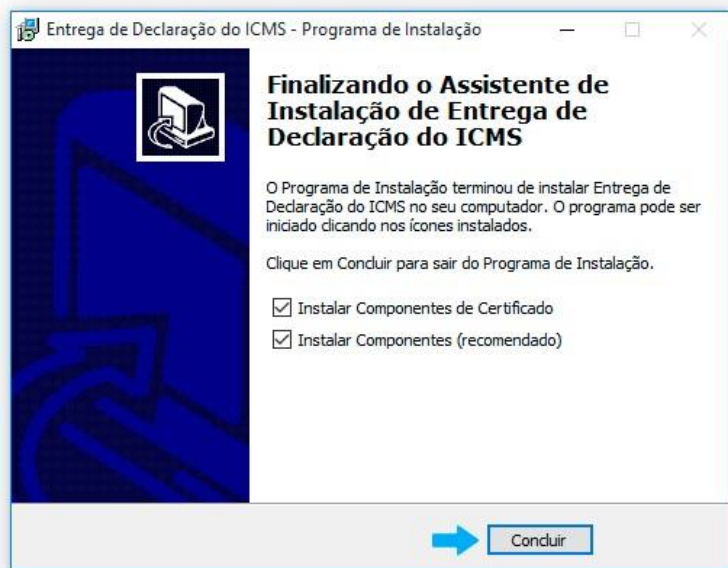 Entrega de Declaração do ICMS - Programa de Instalação
Finalizando o Assistente de
Instalação de Entrega de
Declaração do ICMS
O Programa de Instalação terminou de instalar Entrega de
Declaração do ICMS no seu computador. O programa pode ser
iniciado clicando nos ícones instalados.
Clique em Concluir para sair do Programa de Instalação.
Instalar Componentes de Certificado
Instalar Componentes (recomendado)
Concluir